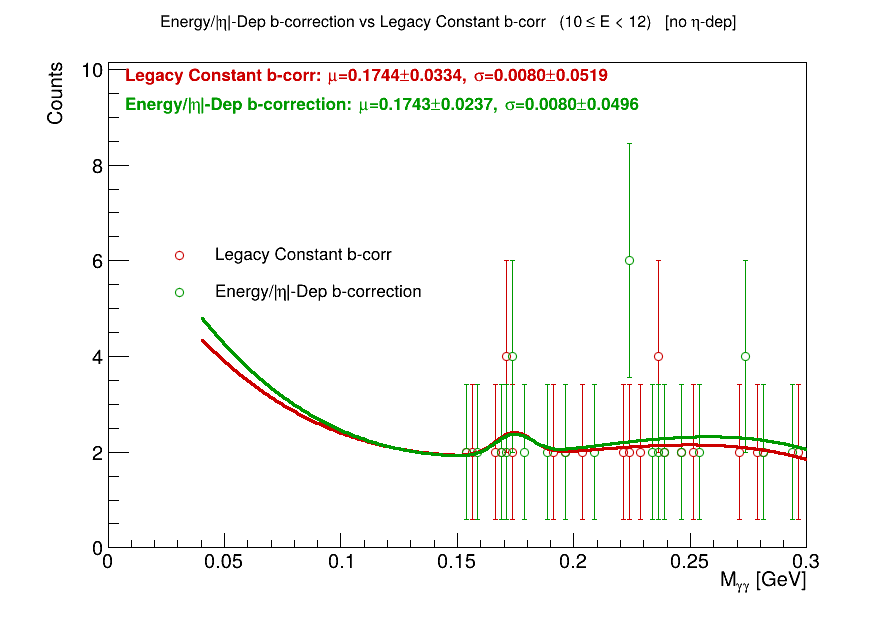 Energy/|η|-Dep b-correction vs Legacy Constant b-corr (10 ≤ E < 12) [no η-dep]
Counts
Legacy Constant b-corr: μ=0.1744±0.0334, σ=0.0080±0.0519
Energy/|η|-Dep b-correction: μ=0.1743±0.0237, σ=0.0080±0.0496
Legacy Constant b-corr
Energy/|η|-Dep b-correction
10
8
6
4
2
0
0 0.05 0.1 0.15 0.2 0.25 0.3
Mγγ [GeV]